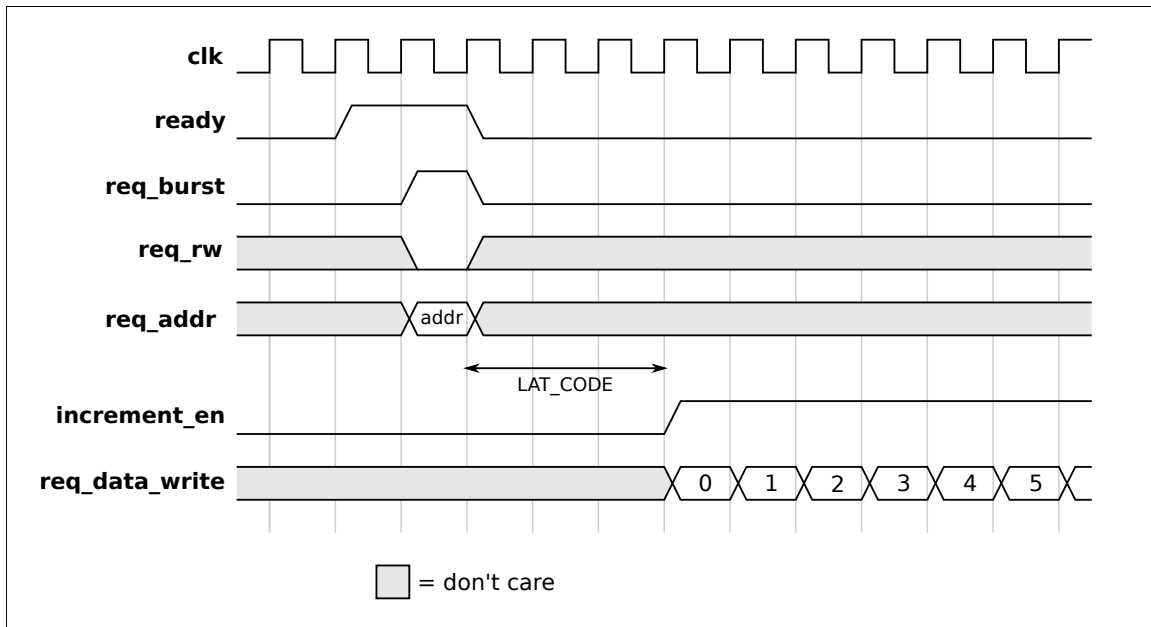 clk
ready
req_burst
req_rw
req_addr addr
LAT_CODE
increment_en
req_data_write 0 1 2 3 4 5
= don't care